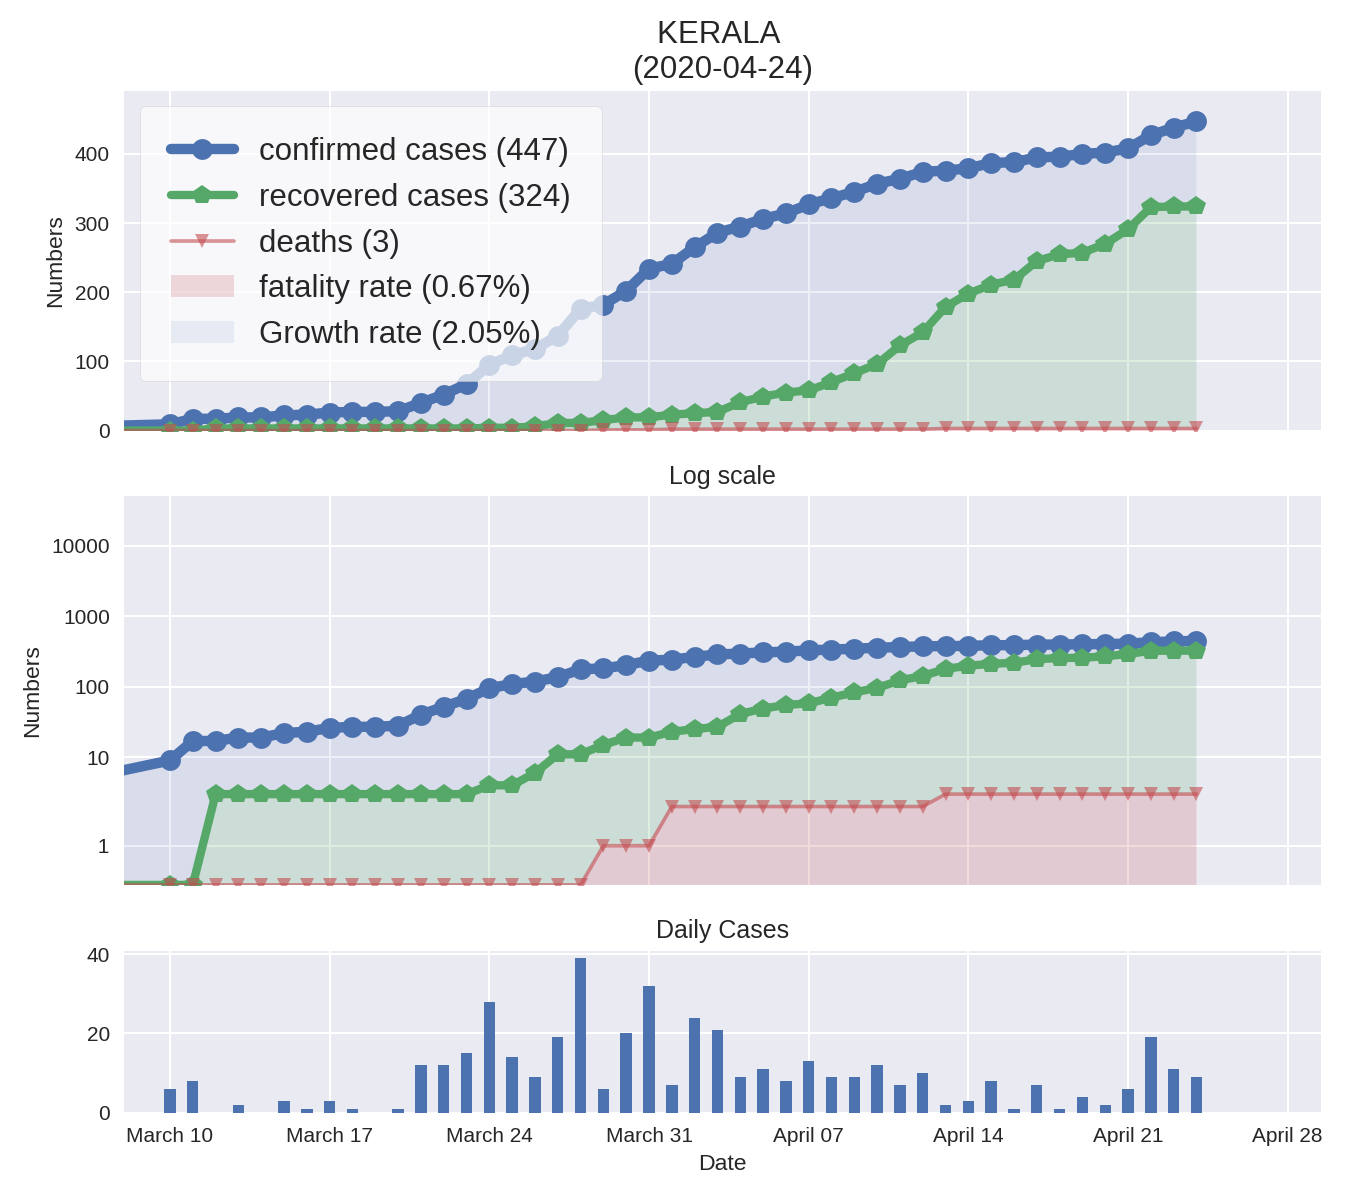 KERALA
(2020-04-24)
confirmed cases (447)
recovered cases (324)
deaths (3)
fatality rate (0.67%)
Growth rate (2.05%)
Numbers
400
300
200
100
0
Log scale
Numbers
10000
1000
100
10
1
Daily Cases
40
20
0
March 10 March 17 March 24 March 31 April 07 April 14 April 21 April 28
Date